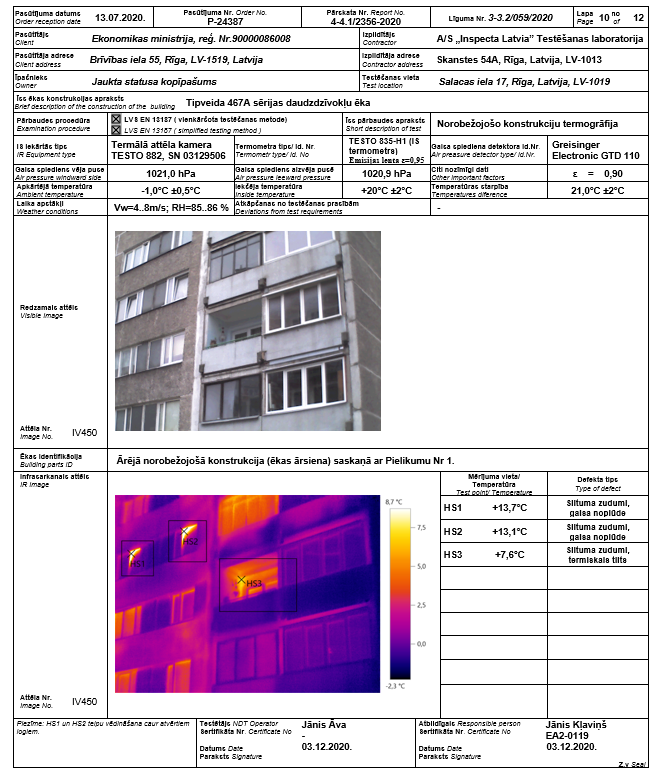 Pasūtījuma datums 13.07.2020. Pasūtījuma Nr. Order No. Pārskata Nr. Report No. Līguma Nr. 3-3.2/059/2020 Lapa 10 no 12
Order reception date P-24387 4-4.1/2356-2020 Page of
Pasūtītājs Ekonomikas ministrija, reģ. Nr.90000086008 Izpildītājs A/S „Inspecta Latvia” Testēšanas laboratorija
Client Contractor
Pasūtītāja adrese Brīvības iela 55, Rīga, LV-1519, Latvija Izpildītāja adrese Skanstes 54A, Rīga, Latvija, LV-1013
Client address Contractor address
Īpašnieks Jaukta statusa kopīpašums Testēšanas vieta Salacas iela 17, Rīga, Latvija, LV-1019
Owner Test location
Īss ēkas konstrukcijas apraksts Tipveida 467A sērijas daudzdzīvokļu ēka
Brief description of the construction of the building
Pārbaudes procedūra LVS EN 13187 ( vienkāršota testēšanas metode) Īss pārbaudes apraksts Norobežojošo konstrukciju termogrāfija
Examination procedure LVS EN 13187 ( simplified testing method ) Short description of test
IS iekārtas tips Termālā attēla kamera Termometra tips/ id. Nr TESTO 835-H1 (IS termometrs) Gaisa spiediena detektora id.Nr Greisinger
IR Equipment type TESTO 882, SN 03129506 Termometr type/ id. No Emisijas lenta ε=0,95 Air preasure detector type/ id.Nr. Electronic GTD 110
Gaisa spiediens vēja puse 1021,0 hPa Gaisa spiediens aizvēja pusē 1020,9 hPa Citi nozīmīgi dati ε = 0,90
Air pressure windward side Air pressure leeward pressure Other important factors
Apkārtējā temperatūra -1,0°C ±0,5°C Iekšēja temperatūra +20°C ±2°C Temperatūras starpība 21,0°C ±2°C
Ambient temperature Inside temperature Temperatures diference
Laika apstākļi Vw=4..8m/s; RH=85..86 % Atkāpšanas no testēšanas prasībām -
Weather conditions Deviations from test requirements
Redzamais attēls
Visible Image
Attēla Nr. IV450
Image No.
Ēkas identifikācija Ārējā norobežojošā konstrukcija (ēkas ārsiena) saskaņā ar Pielikumu Nr 1.
Building parts ID
Infrasarkanais attēls Mērījuma vieta/ Temperatūra Defekta tips
IR Image Test point/ Temperature Type of defect
8,7 °C
7,5
5,0
2,5
0,0
-2,3 °C
HS1
HS2
HS3
HS1 +13,7°C Siltuma zudumi, gaisa noplūde
HS2 +13,1°C Siltuma zudumi, gaisa noplūde
HS3 +7,6°C Siltuma zudumi, termiskais tilts
Attēla Nr. IV450
Image No.
Piezīme: HS1 un HS2 telpu vēdināšana caur atvērtiem logiem.
Testētājs NDT Operator Jānis Āva Atbildīgais Responsible person Jānis Kļaviņš
Sertifikāta Nr. Certificate No - Sertifikāta Nr. Certificate No EA2-0119
Datums Date 03.12.2020. Datums Date 03.12.2020.
Paraksts Signature Paraksts Signature
Z.v Seal